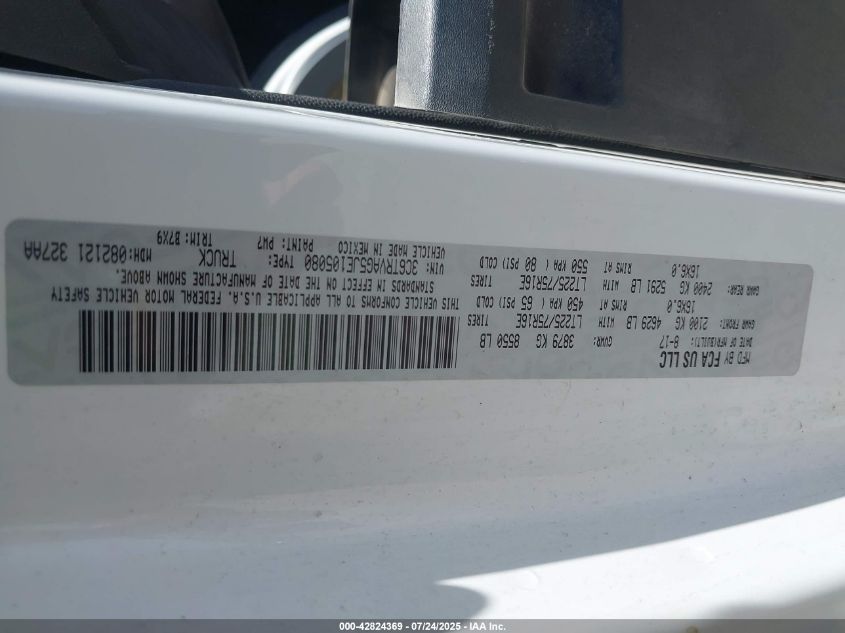 MFD BY FCA US LLC
DATE OF MFR(BUILT): 8-17 GVWR: 3879 KG 8550 LB
GAWR FRONT: 2100 KG 4629 LB WITH LT225/75R16E TIRES
16X6.0 RIMS AT 450 KPA ( 65 PSI) COLD
GAWR REAR: 2400 KG 5291 LB WITH LT225/75R16E TIRES
16X6.0 RIMS AT 550 KPA ( 80 PSI) COLD
THIS VEHICLE CONFORMS TO ALL APPLICABLE U.S.A. FEDERAL MOTOR VEHICLE SAFETY
STANDARDS IN EFFECT ON THE DATE OF MANUFACTURE SHOWN ABOVE.
VIN: 3C6TRVAG5JE105080 TYPE: TRUCK MDH:082121 327AA
VEHICLE MADE IN MEXICO PAINT: PW7 TRIM: B7X9
000-42824369 - 07/24/2025 - IAA Inc.